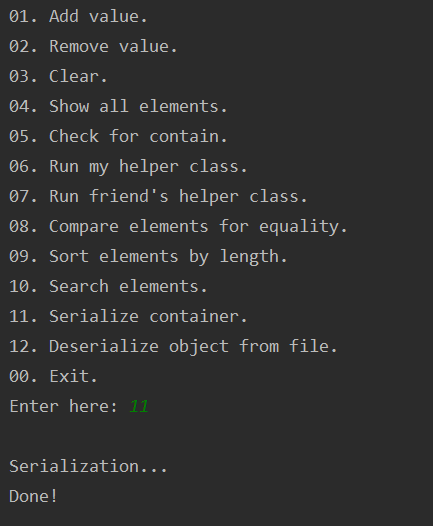 01. Add value.
02. Remove value.
03. Clear.
04. Show all elements.
05. Check for contain.
06. Run my helper class.
07. Run friend's helper class.
08. Compare elements for equality.
09. Sort elements by length.
10. Search elements.
11. Serialize container.
12. Deserialize object from file.
00. Exit.
Enter here: 11
Serialization...
Done!